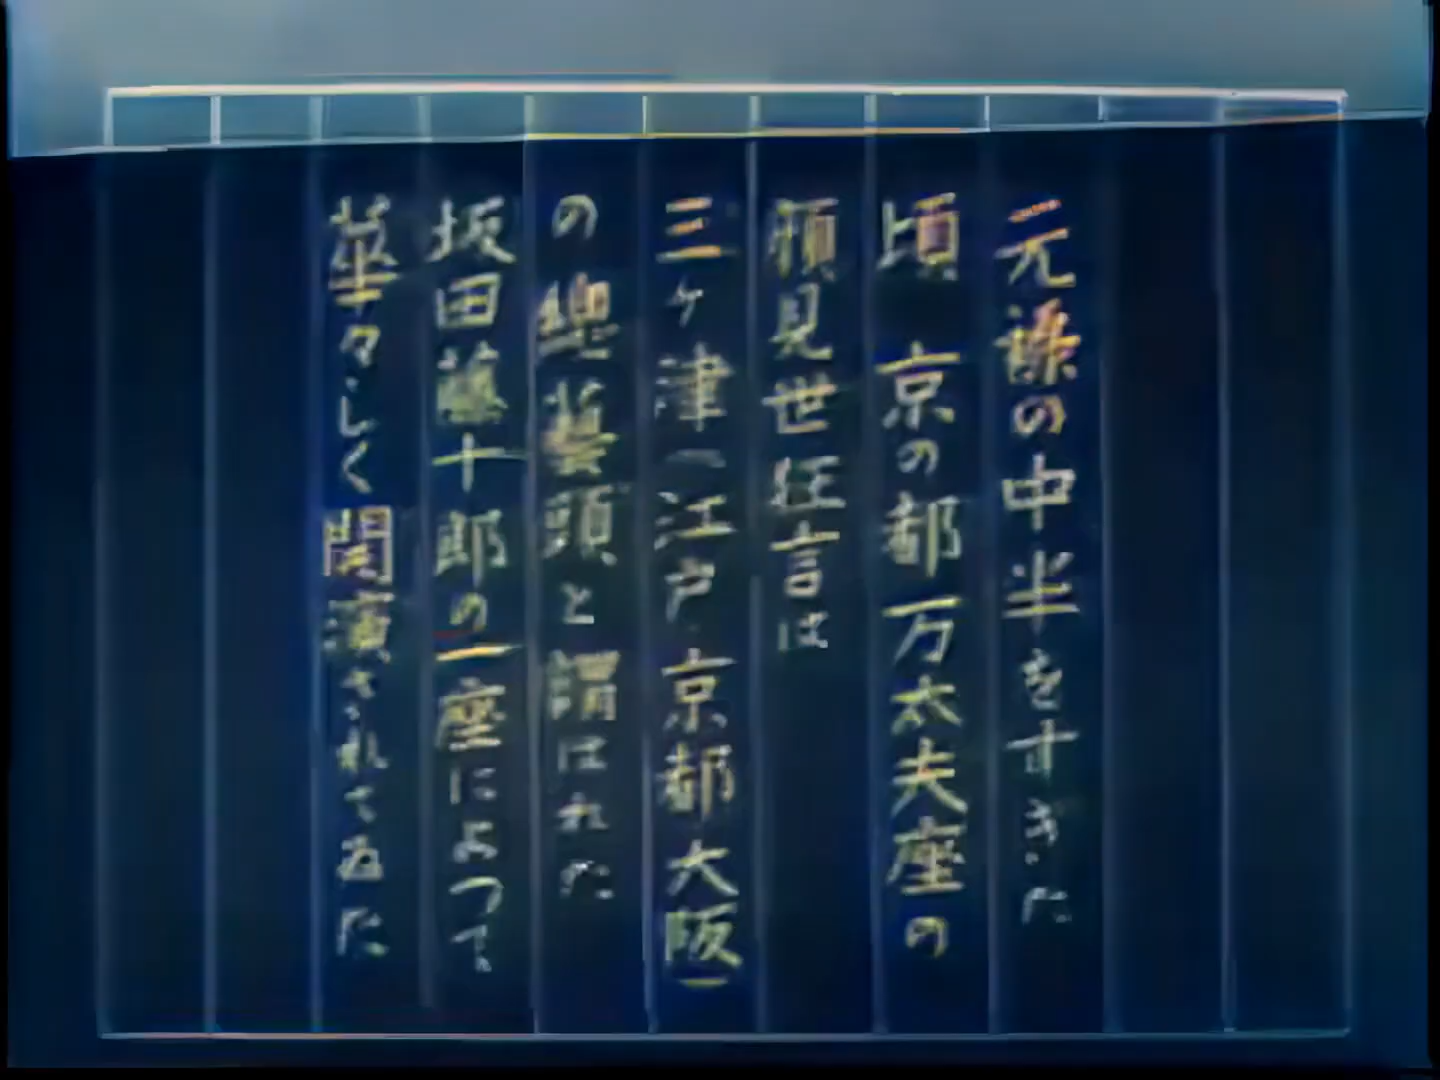 元祿の中半をすぎた
頃 京の都 万太夫座の
顔見世狂言は
三ヶ津（江戸 京都 大阪）
の總藝頭と謂はれた
坂田藤十郎の一座によつて
華々しく開演されてゐた